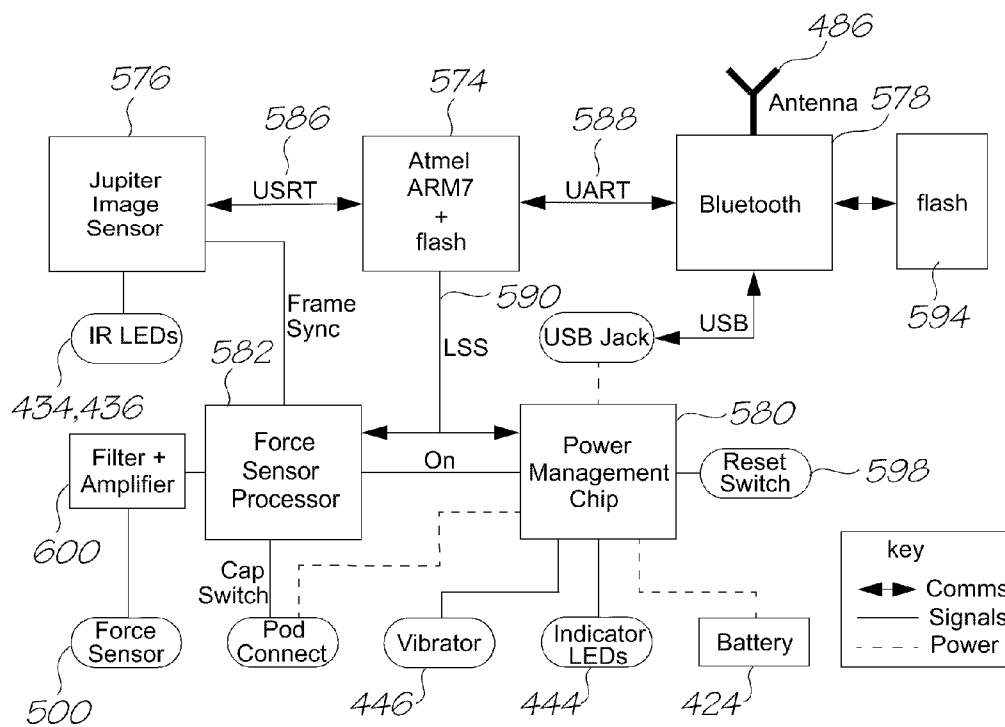 486
576
574
Antenna
578
586
588
Jupiter
Image
Sensor
USRT
Atmel
ARM7
+
flash
UART
Bluetooth
flash
Frame
Sync
590
USB
594
IR LEDs
LSS
USB Jack
582
434,436
580
Filter +
Amplifier
Force
Sensor
Processor
On
Power
Management
Chip
Reset
Switch
598
600
Cap
Switch
key
Comms
Signals
Power
Force
Sensor
Pod
Connect
Vibrator
Indicator
LEDs
Battery
500
446
444
424